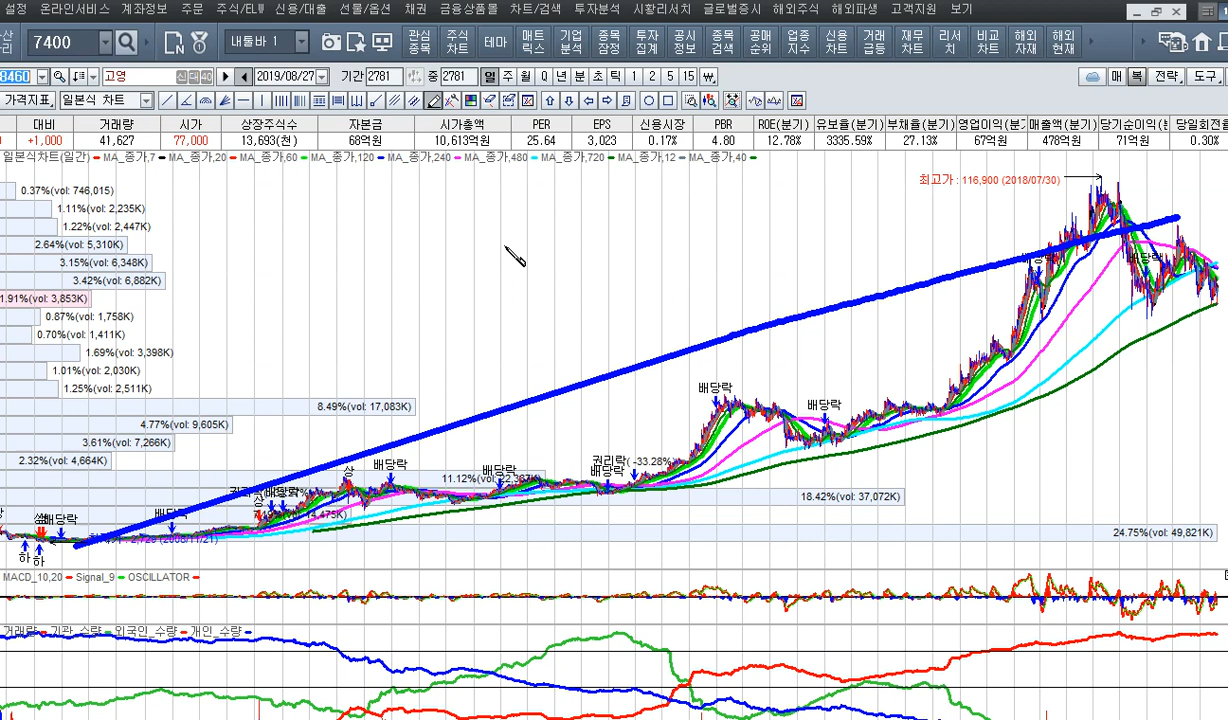 설정 온라인서비스 계좌정보 주문 주식/ELW 신용/대출 선물/옵션 채권 금융상품몰 차트/검색 투자분석 시황리서치 글로벌증시 해외주식 해외파생 고객지원 보기
7400 내툴바 1 관심종목 주식차트 테마 매트릭스 기업분석 종목잔정 투자집계 공시정보 종목검색 공매순위 업종지수 신용차트 거래급등 재무차트 리서치 비교차트 해외자재 해외현재
8460 고영 신 대 40 2019/08/27 기간 2781 중 2781 일 주 월 Q 년 분 초 틱 1 2 5 15 매 복 전략 도구
가격지표 일본식 차트
대비 거래량 시가 상장주식수 자본금 시가총액 PER EPS 신용시장 PBR ROE(분기) 유보율(분기) 부채율(분기) 영업이익(분기 매출액(분기) 당기순이익( 당일회전율
+1,000 41,627 77,000 13,693(천) 68억원 10,613억원 25.64 3,023 0.17% 4.80 12.78% 3335.59% 27.13% 67억원 478억원 71억원 0.30%
일본식차트(일간) MA_종가,7 MA_종가,20 MA_종가,60 MA_종가,120 MA_종가,240 MA_종가,480 MA_종가,720 MA_종가,12 MA_종가,40
최고가 : 116,900 (2018/07/30)
0.37%(vol: 746,015)
1.11%(vol: 2,235K)
1.22%(vol: 2,447K)
2.64%(vol: 5,310K)
3.15%(vol: 6,348K)
3.42%(vol: 6,882K)
1.91%(vol: 3,853K)
0.87%(vol: 1,758K)
0.70%(vol: 1,411K)
1.69%(vol: 3,398K)
1.01%(vol: 2,030K)
1.25%(vol: 2,511K)
배당락
8.49%(vol: 17,083K)
배당락
4.77%(vol: 9,605K)
3.61%(vol: 7,266K)
2.32%(vol: 4,664K)
상 배당락 배당락 권리락( -33.28%)
배당락
11.12%(vol: 22,387K)
18.42%(vol: 37,072K)
배당락 배당락
24.75%(vol: 49,821K)
하 하
MACD_10,20 Signal_9 OSCILLATOR
거래량 기관_수량 외국인_수량 개인_수량